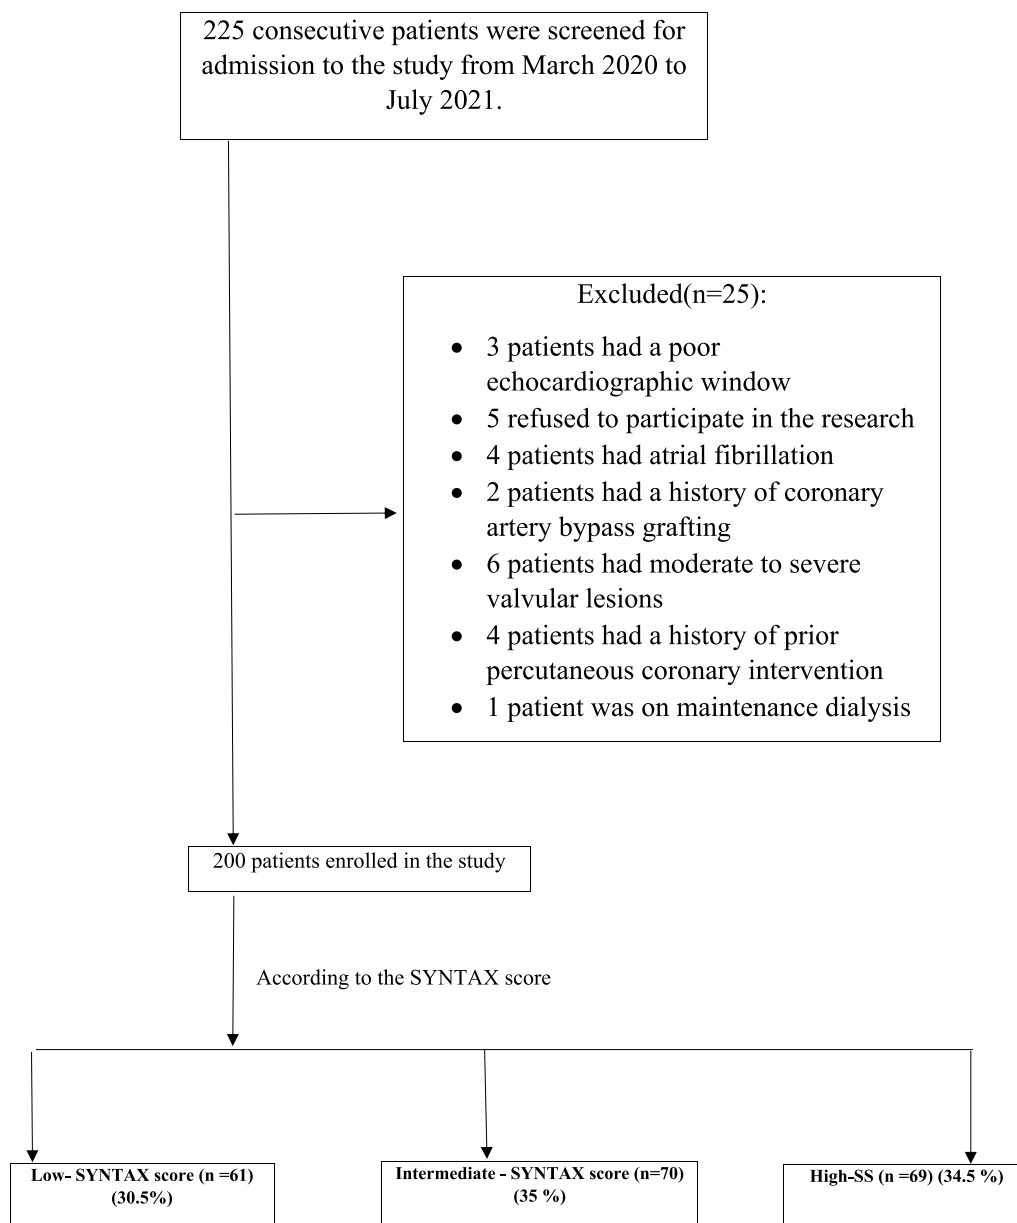 225 consecutive patients were screened for
admission to the study from March 2020 to
July 2021.
Excluded(n=25):
• 3 patients had a poor
echocardiographic window
• 5 refused to participate in the research
• 4 patients had atrial fibrillation
• 2 patients had a history of coronary
artery bypass grafting
• 6 patients had moderate to severe
valvular lesions
• 4 patients had a history of prior
percutaneous coronary intervention
• 1 patient was on maintenance dialysis
200 patients enrolled in the study
According to the SYNTAX score
Low- SYNTAX score (n =61)
(30.5%)
Intermediate - SYNTAX score (n=70)
(35 %)
High-SS (n =69) (34.5 %)